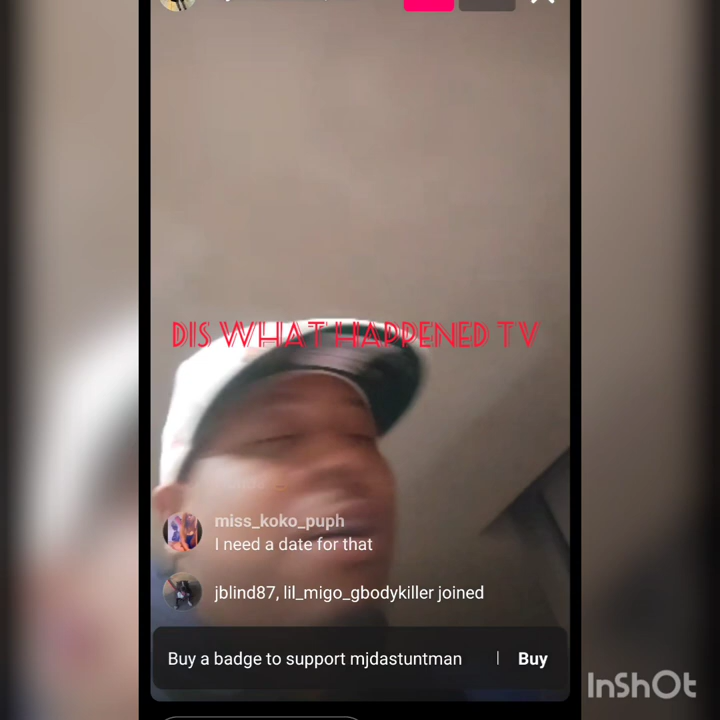 DIS WHAT HAPPENED TV
miss_koko_puph
I need a date for that
jblind87, lil_migo_gbodykiller joined
Buy a badge to support mjdastuntman | Buy
InShOt